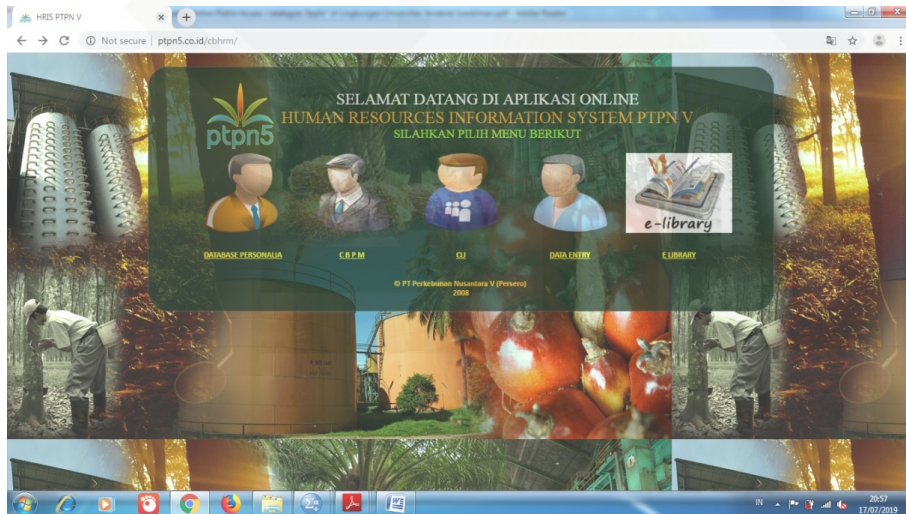 HRIS PTPN V
Not secure
ptpn5.co.id/cbhrm/
ptpn5
SELAMAT DATANG DI APLIKASI ONLINE
HUMAN RESOURCES INFORMATION SYSTEM PTPN V
SILAHKAN PILIH MENU BERIKUT
e-library
DATABASE PERSONALIA
C B P M
CLI
DATA ENTRY
E LIBRARY
© PT Perkebunan Nusantara V (Persero)
2008
IN
20:57
17/07/2019